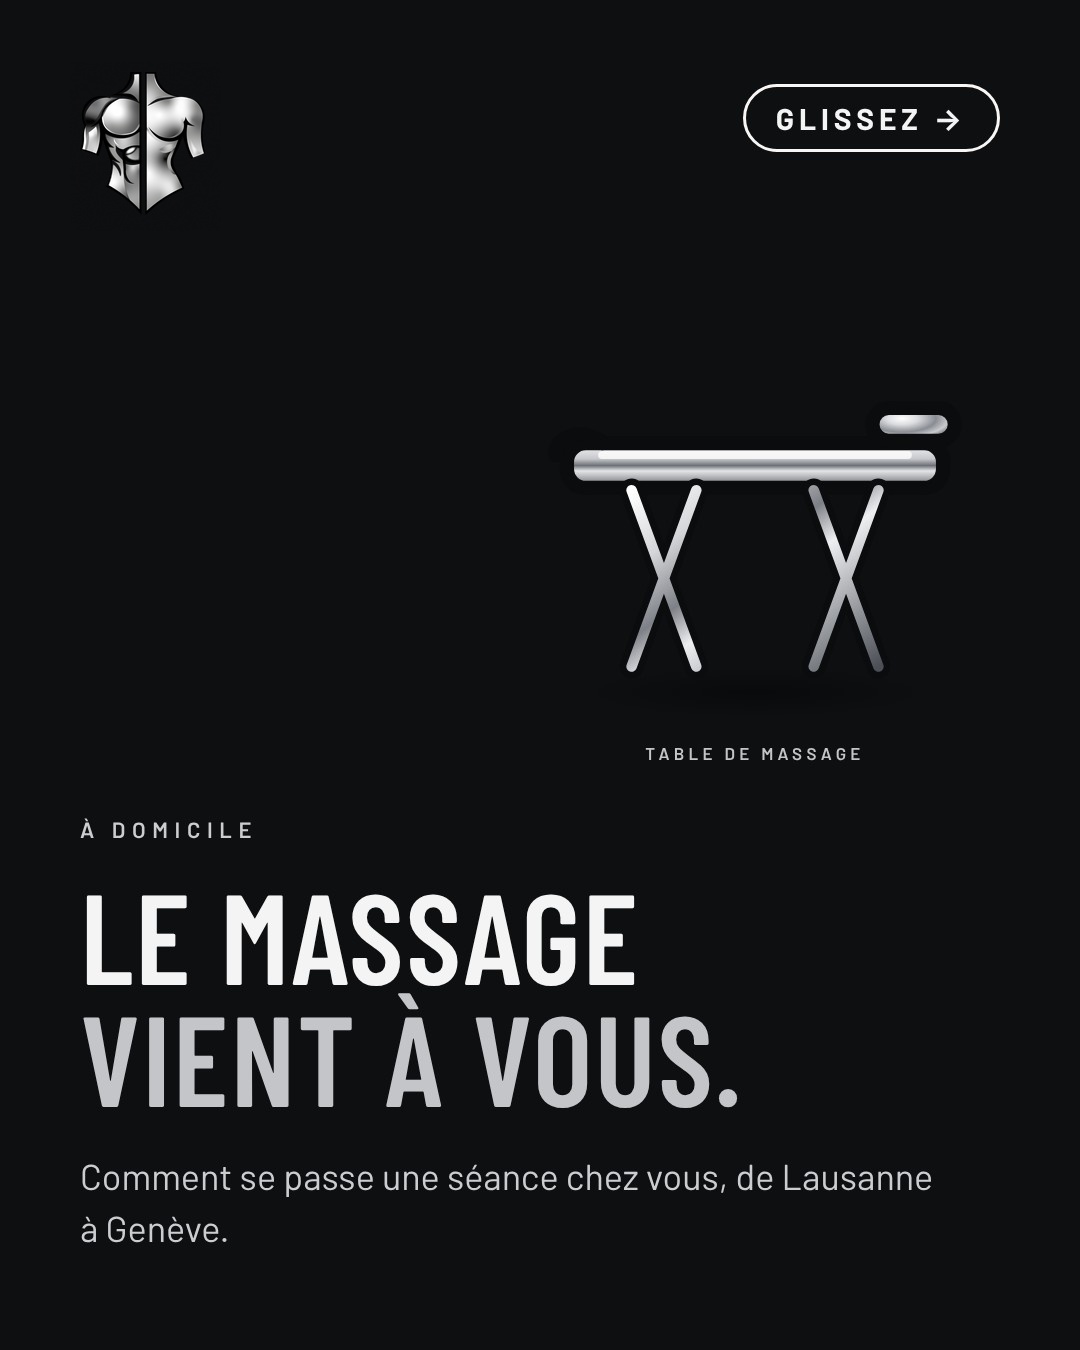 GLISSEZ →
TABLE DE MASSAGE
À DOMICILE
LE MASSAGE
VIENT À VOUS.
Comment se passe une séance chez vous, de Lausanne
à Genève.